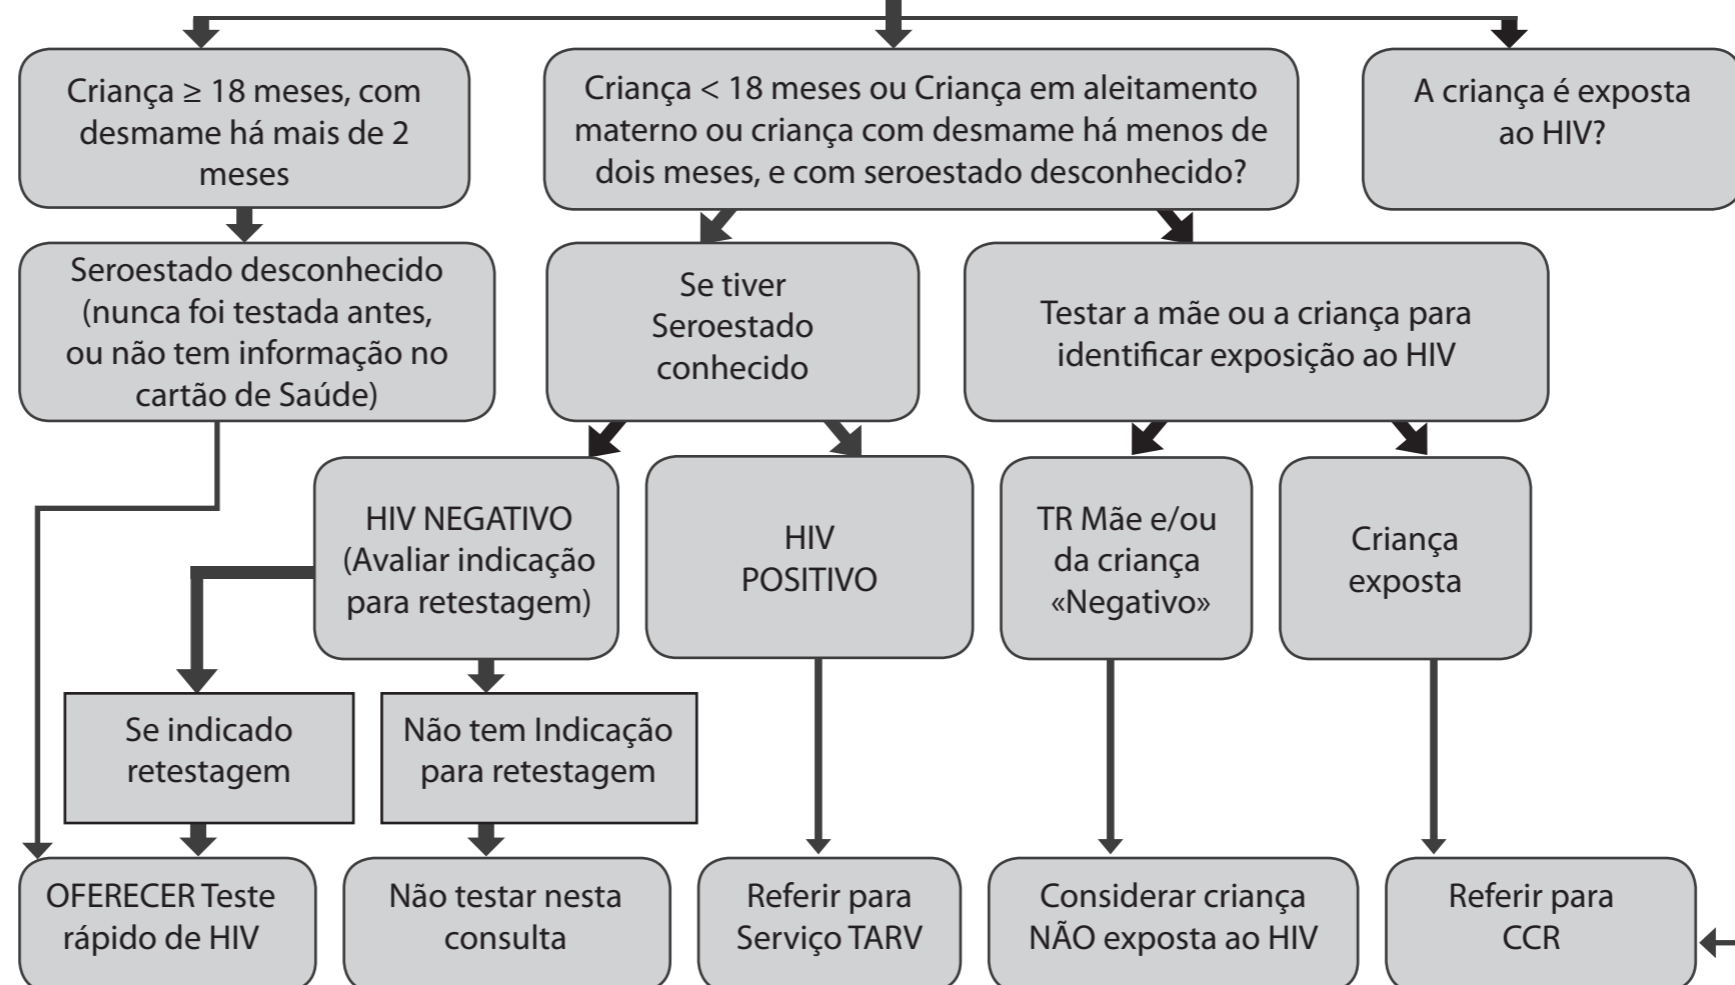 Criança ≥ 18 meses, com
desmame há mais de 2
meses
Criança < 18 meses ou Criança em aleitamento
materno ou criança com desmame há menos de
dois meses, e com seroestado desconhecido?
A criança é exposta
ao HIV?
Seroestado desconhecido
(nunca foi testada antes,
ou não tem informação no
cartão de Saúde)
Se tiver
Seroestado
conhecido
Testar a mãe ou a criança para
identificar exposição ao HIV
HIV NEGATIVO
(Avaliar indicação
para retestagem)
HIV
POSITIVO
TR Mãe e/ou
da criança
«Negativo»
Criança
exposta
Se indicado
retestagem
Não tem Indicação
para retestagem
OFERECER Teste
rápido de HIV
Não testar nesta
consulta
Referir para
Serviço TARV
Considerar criança
NÃO exposta ao HIV
Referir para
CCR